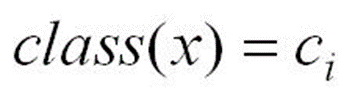 class(x) = c_i